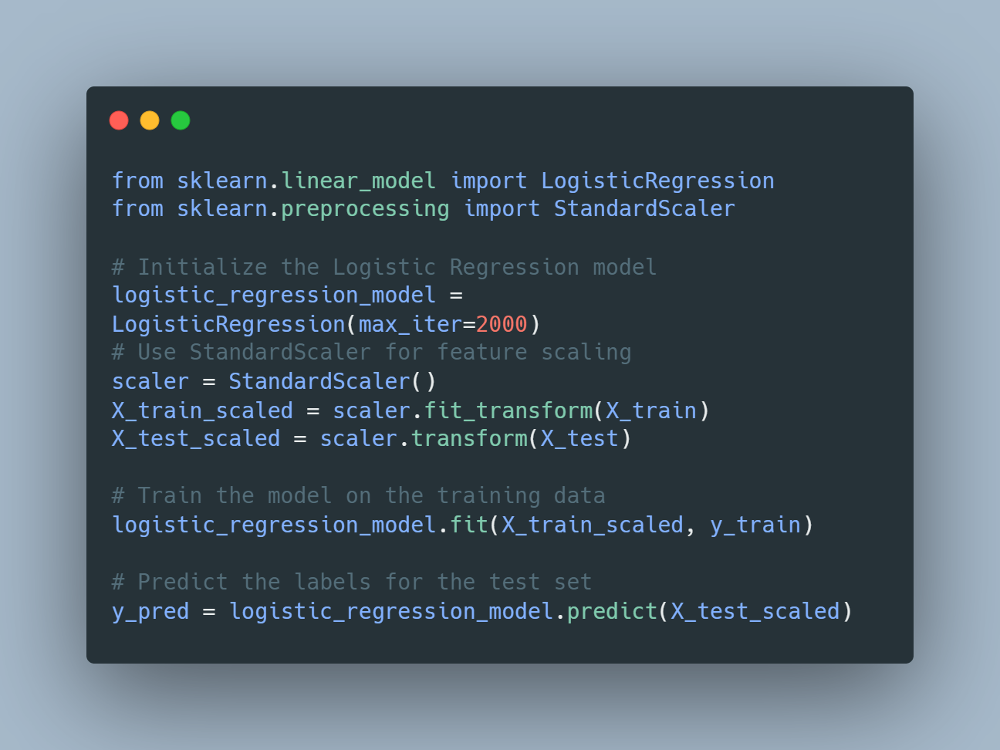 from sklearn.linear_model import LogisticRegression
from sklearn.preprocessing import StandardScaler
# Initialize the Logistic Regression model
logistic_regression_model =
LogisticRegression(max_iter=2000)
# Use StandardScaler for feature scaling
scaler = StandardScaler()
X_train_scaled = scaler.fit_transform(X_train)
X_test_scaled = scaler.transform(X_test)
# Train the model on the training data
logistic_regression_model.fit(X_train_scaled, y_train)
# Predict the labels for the test set
y_pred = logistic_regression_model.predict(X_test_scaled)